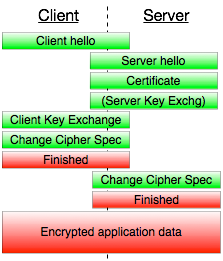 Client Server
Client hello
Server hello
Certificate
(Server Key Exchg)
Client Key Exchange
Change Cipher Spec
Finished
Change Cipher Spec
Finished
Encrypted application data